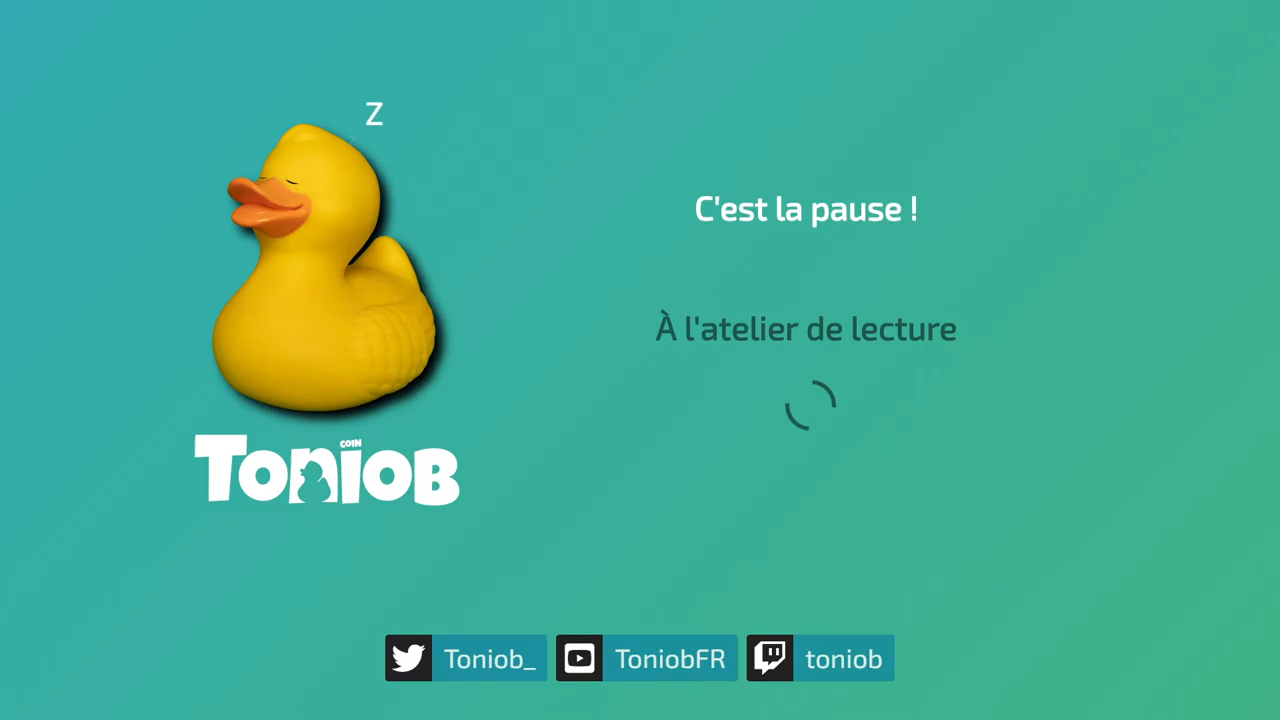 Z
C'est la pause !
À l'atelier de lecture
COIN
TONIOB
Toniob_
ToniobFR
toniob